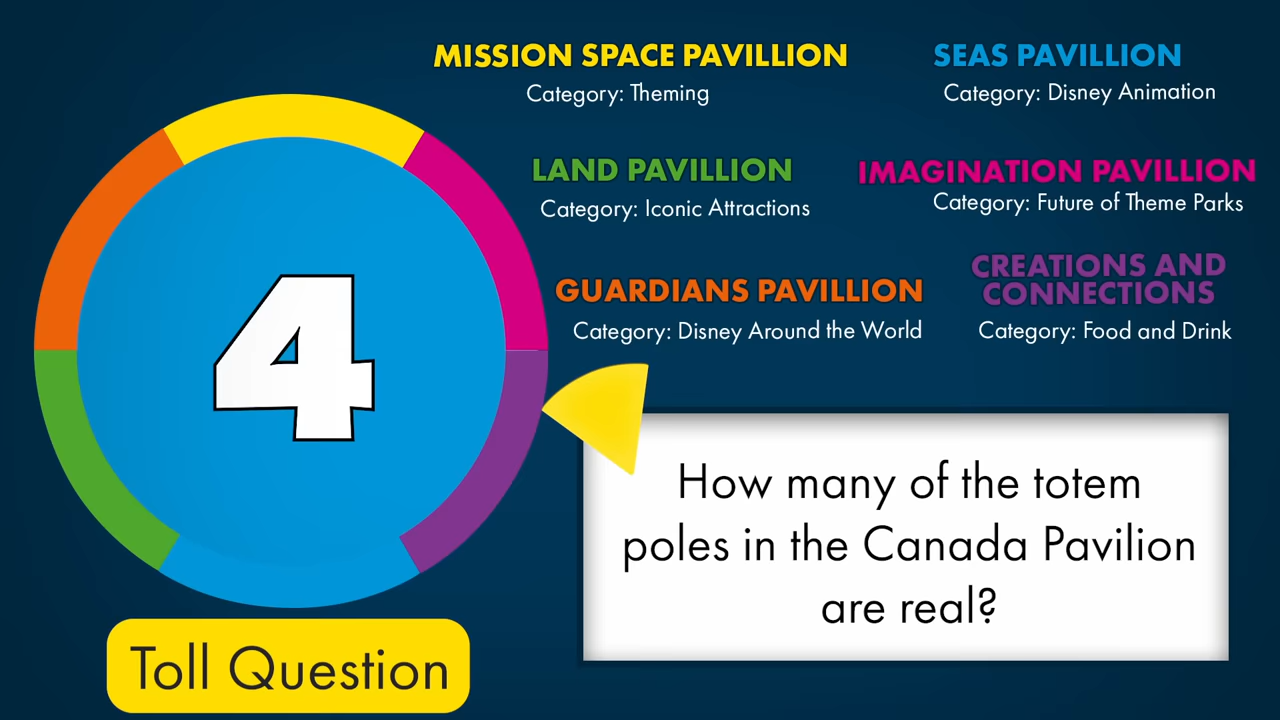 MISSION SPACE PAVILLION
Category: Theming
SEAS PAVILLION
Category: Disney Animation
LAND PAVILLION
Category: Iconic Attractions
IMAGINATION PAVILLION
Category: Future of Theme Parks
GUARDIANS PAVILLION
Category: Disney Around the World
CREATIONS AND
CONNECTIONS
Category: Food and Drink
4
How many of the totem
poles in the Canada Pavilion
are real?
Toll Question